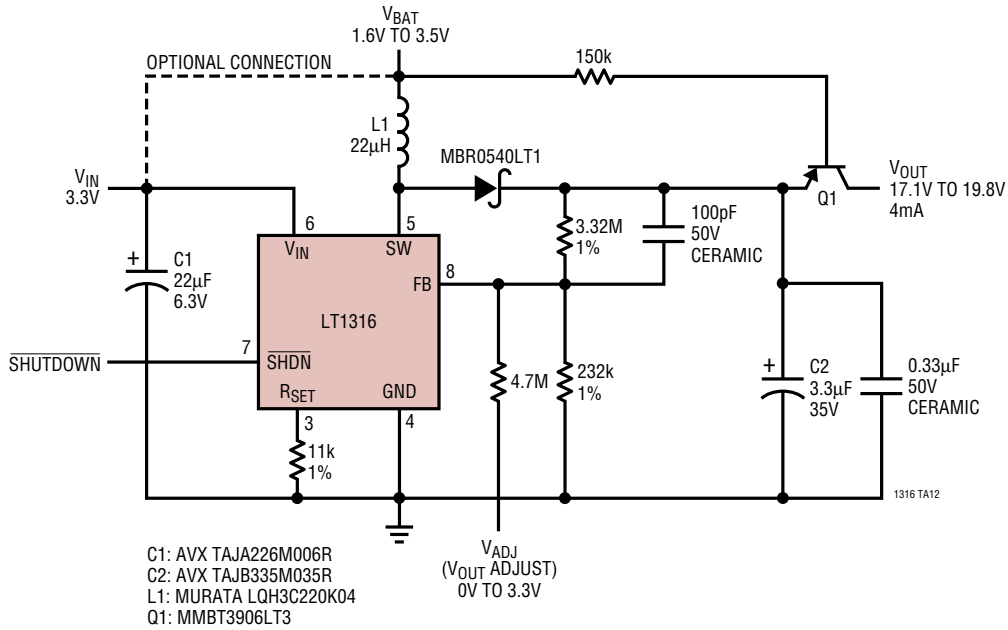 V_BAT
1.6V TO 3.5V
OPTIONAL CONNECTION
150k
L1
22µH
MBR0540LT1
V_IN
3.3V
V_OUT
17.1V TO 19.8V
4mA
Q1
6
5
V_IN
SW
3.32M
1%
100pF
50V
CERAMIC
+
C1
22µF
6.3V
FB
8
LT1316
7
SHUTDOWN
SHDN
R_SET
GND
3
4
4.7M
232k
1%
+
C2
3.3µF
35V
0.33µF
50V
CERAMIC
11k
1%
1316 TA12
V_ADJ
(V_OUT ADJUST)
0V TO 3.3V
C1: AVX TAJA226M006R
C2: AVX TAJB335M035R
L1: MURATA LQH3C220K04
Q1: MMBT3906LT3